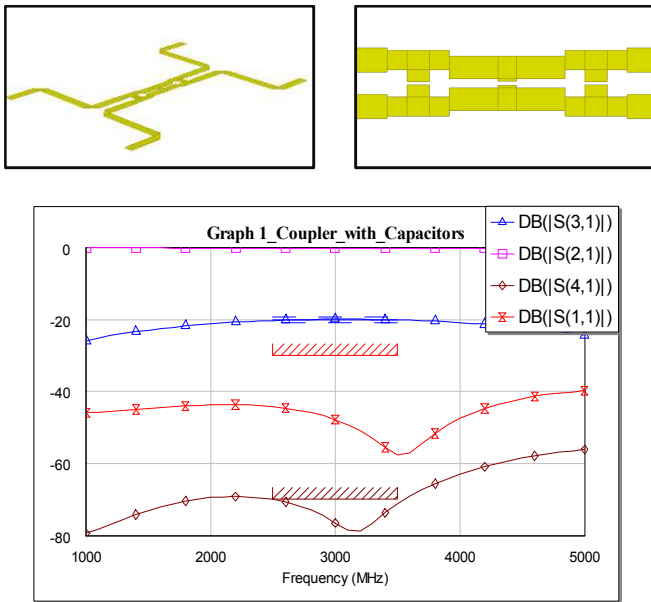 Graph 1_Coupler_with_Capacitors
DB(|S(3,1)|)
DB(|S(2,1)|)
DB(|S(4,1)|)
DB(|S(1,1)|)
0
-20
-40
-60
-80
1000 2000 3000 4000 5000
Frequency (MHz)